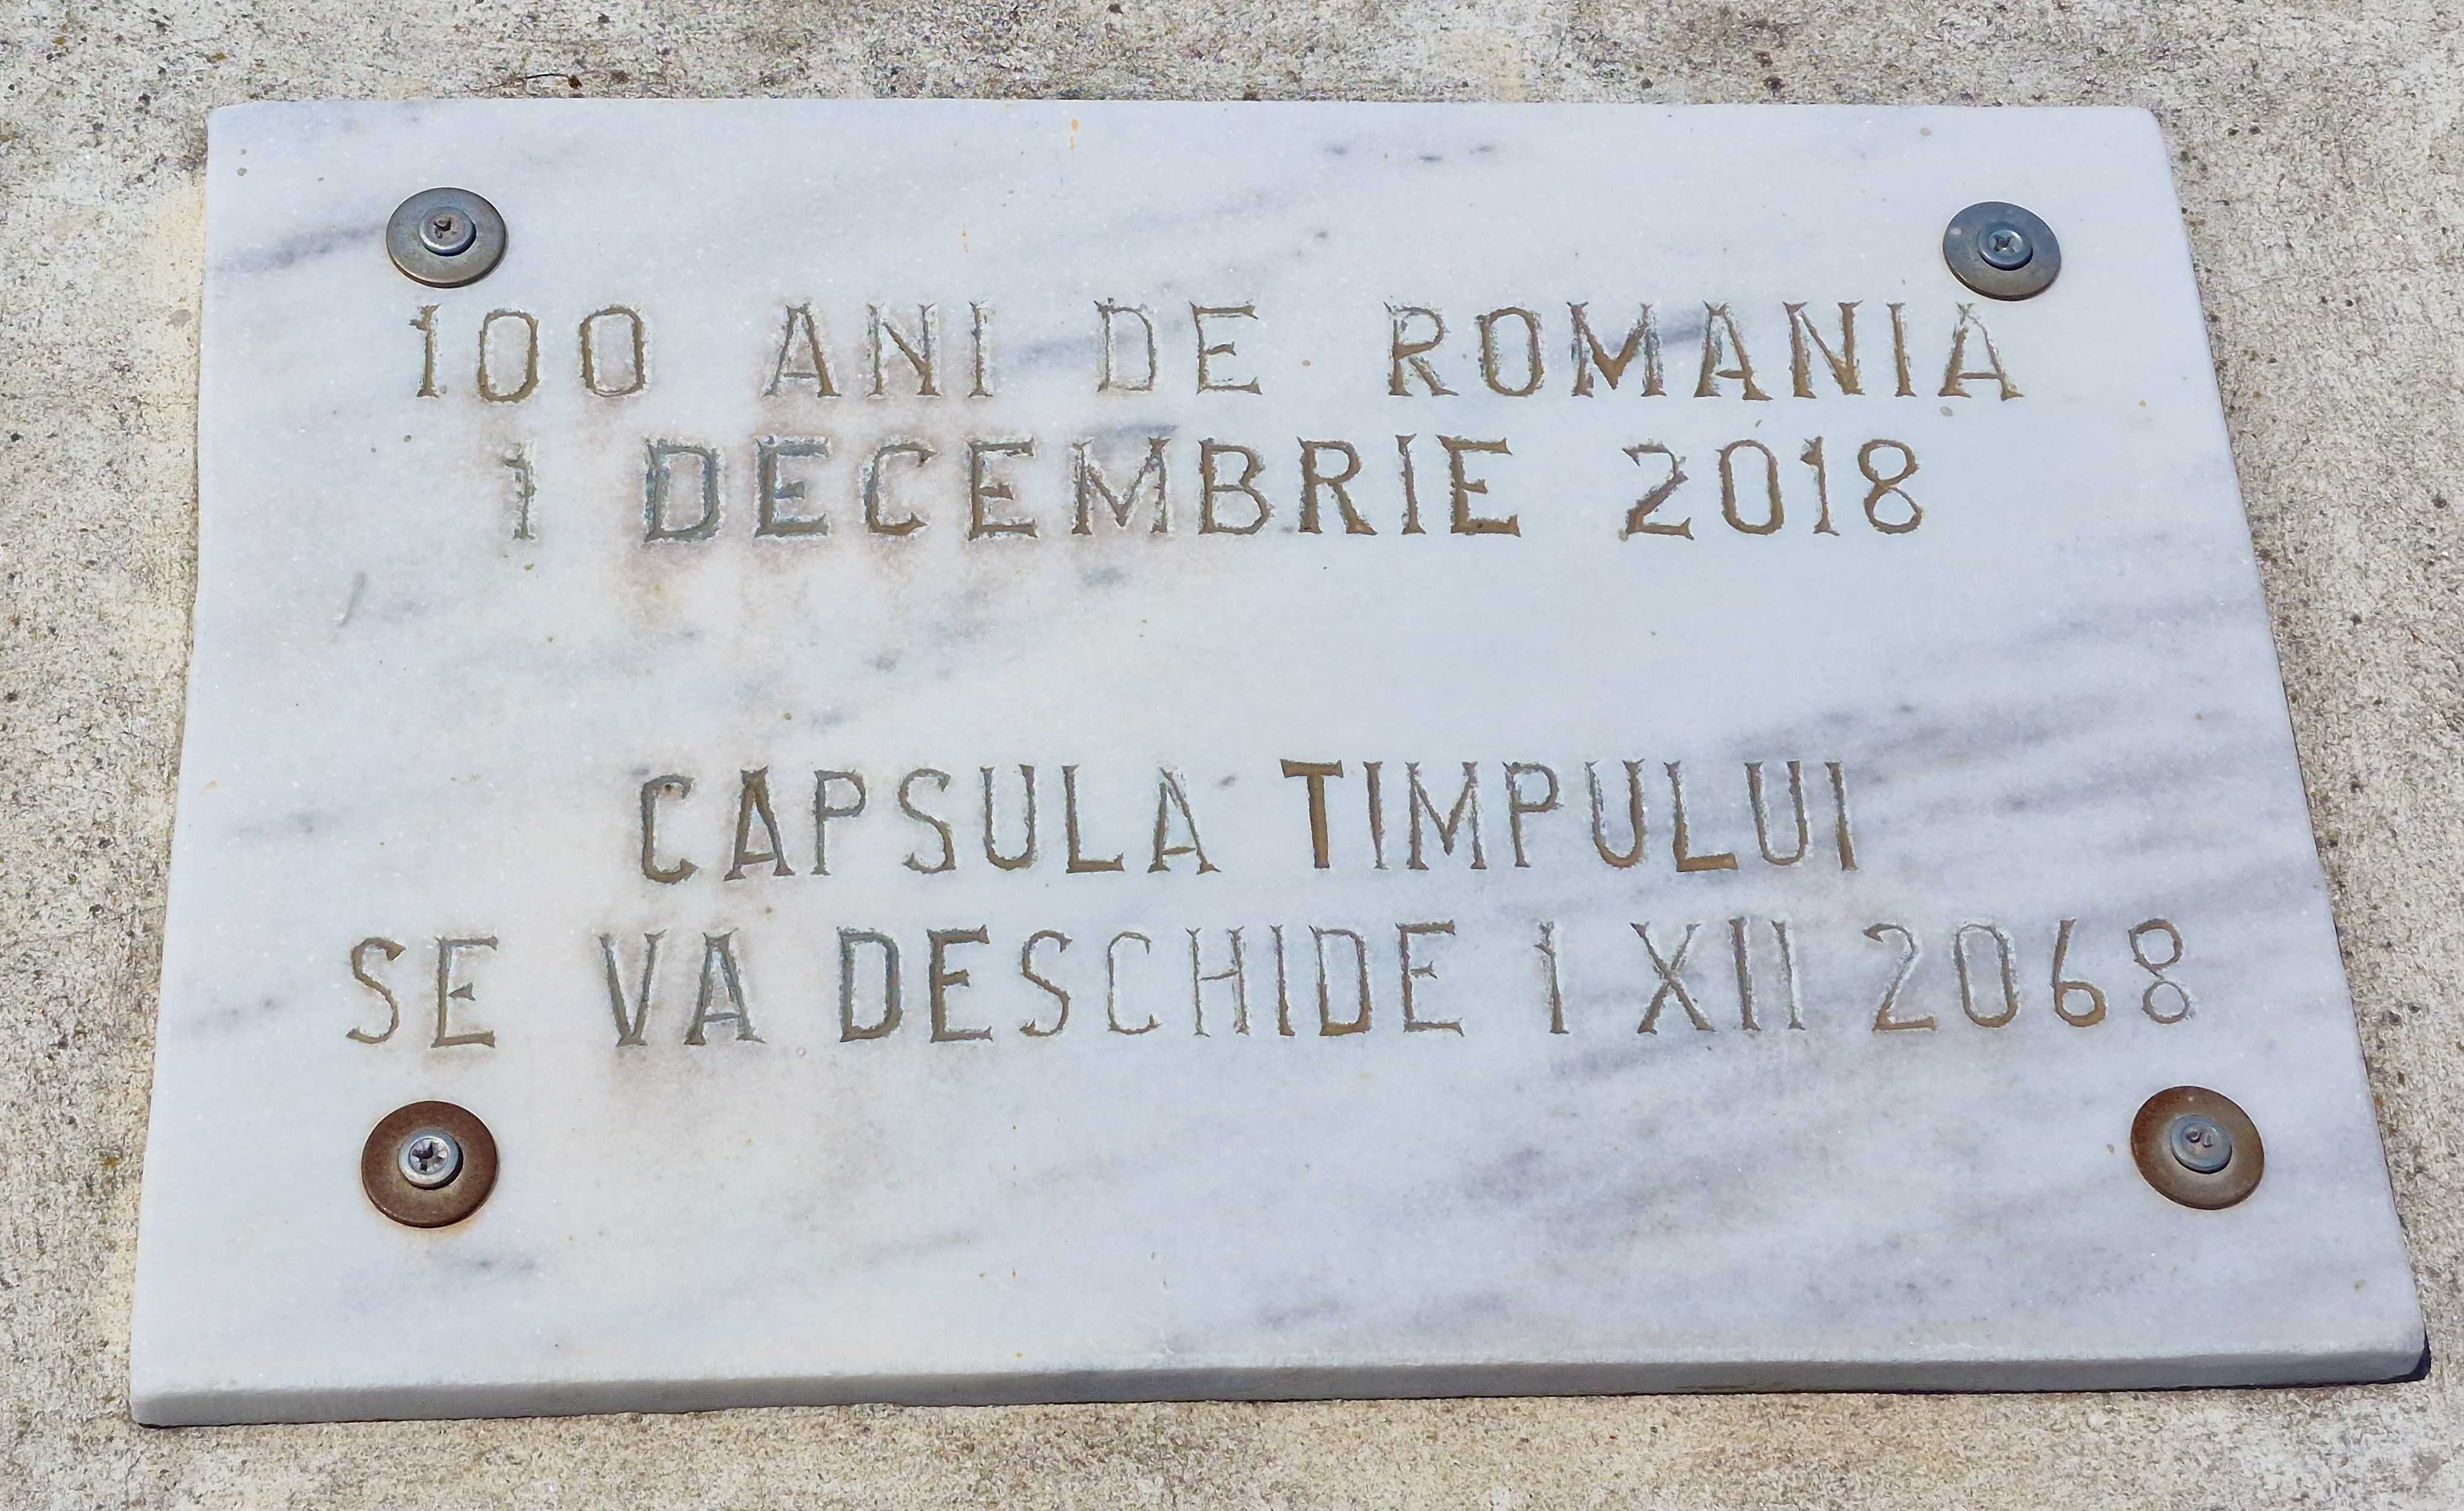 100 ANI DE ROMANIA
1 DECEMBRIE 2018
CAPSULA TIMPULUI
SE VA DESCHIDE 1 XII 2068